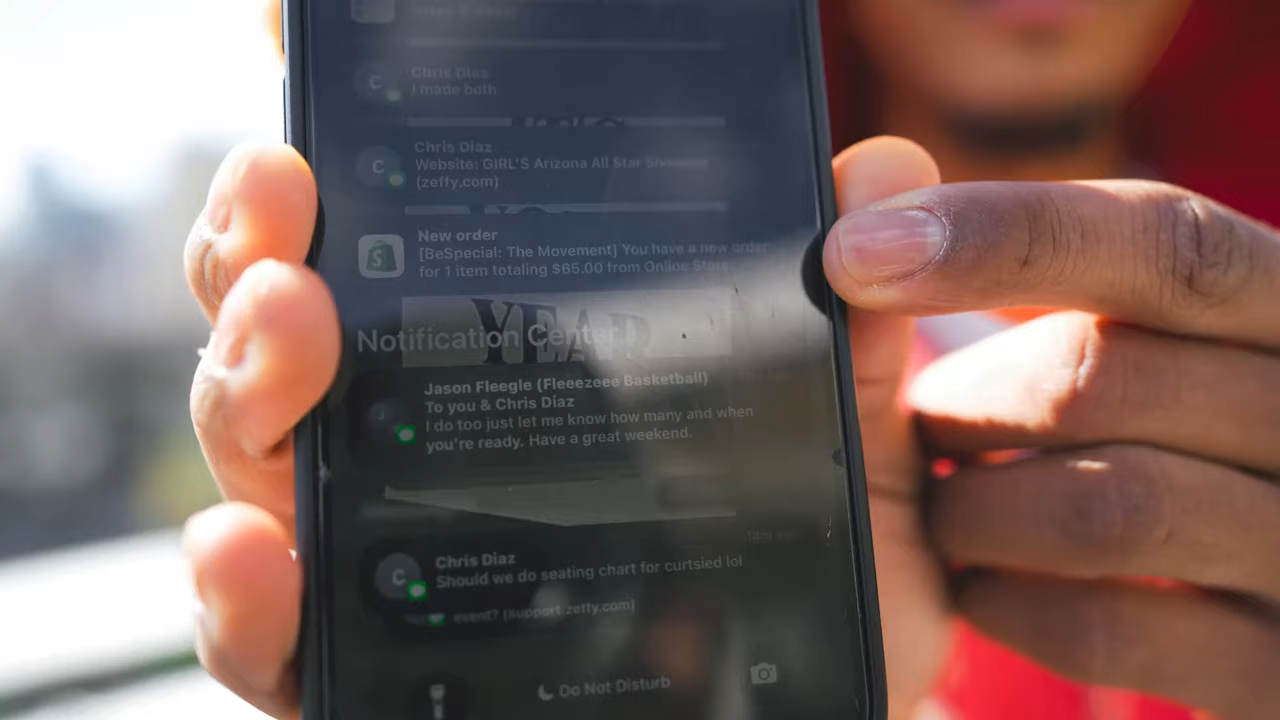 Chris Diaz
I made both
C
Chris Diaz
Website: GIRL'S Arizona All Star Showcase
(zeffy.com)
C
New order
[BeSpecial: The Movement] You have a new order
for 1 item totaling $65.00 from Online Store.
S
YEAR
Notification Center
Jason Fleegle (Fleeezeee Basketball)
To you & Chris Diaz
I do too just let me know how many and when
you're ready. Have a great weekend.
J
Chris Diaz
Should we do seating chart for curtsied lol
C
event? (support.zeffy.com)
Do Not Disturb